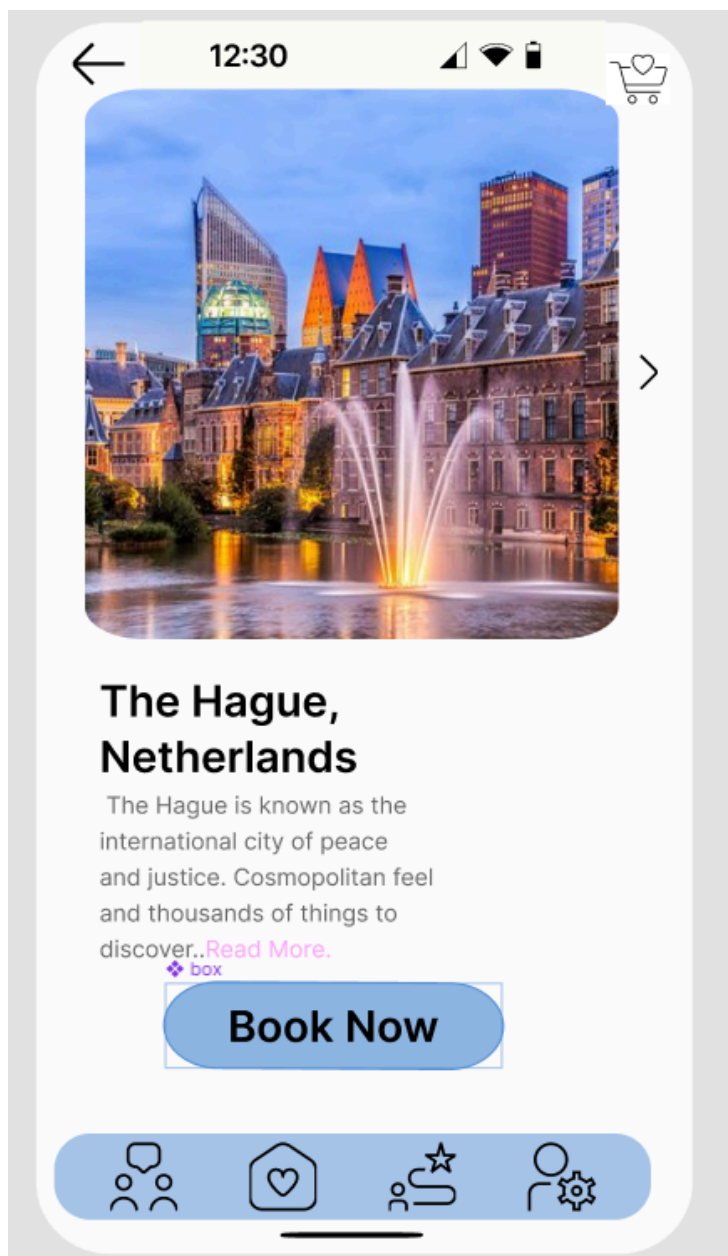 12:30
The Hague,
Netherlands
The Hague is known as the
international city of peace
and justice. Cosmopolitan feel
and thousands of things to
discover..Read More.
box
Book Now